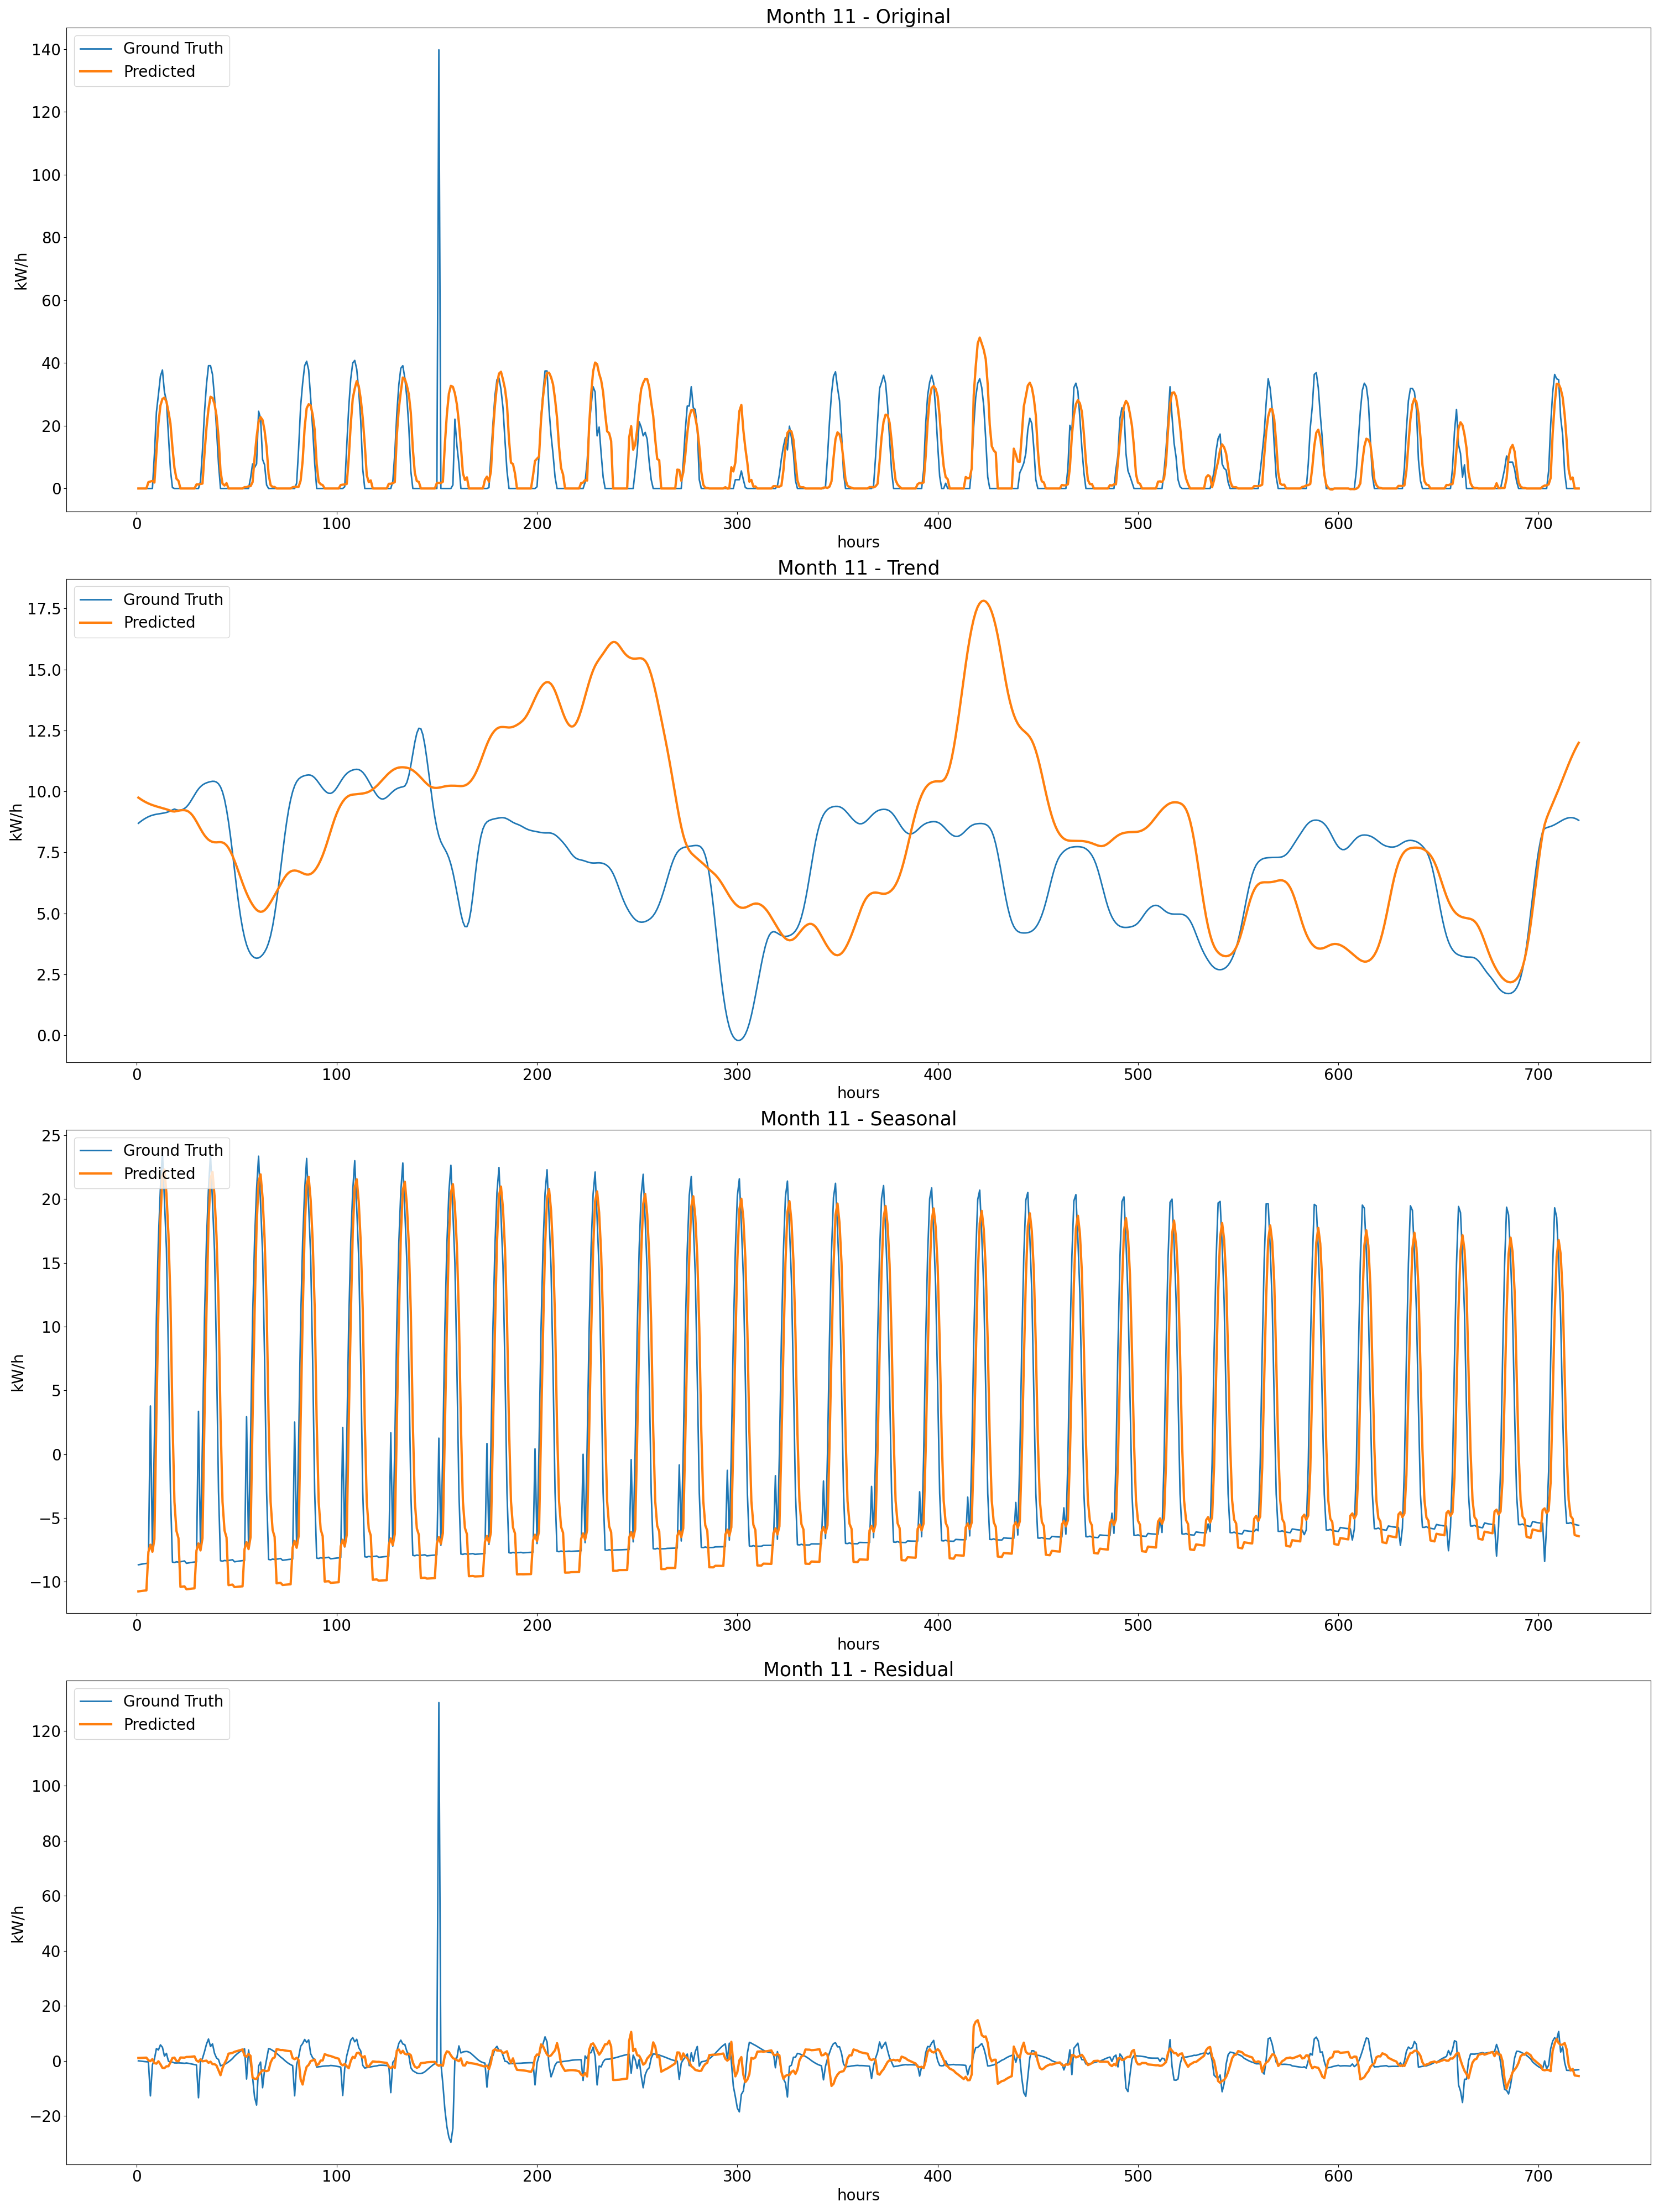 Month 11 - Original
Ground Truth
Predicted
140
120
100
80
60
40
20
0
kW/h
0 100 200 300 400 500 600 700
hours
Month 11 - Trend
Ground Truth
Predicted
17.5
15.0
12.5
10.0
7.5
5.0
2.5
0.0
kW/h
0 100 200 300 400 500 600 700
hours
Month 11 - Seasonal
Ground Truth
Predicted
25
20
15
10
5
0
−5
−10
kW/h
0 100 200 300 400 500 600 700
hours
Month 11 - Residual
Ground Truth
Predicted
120
100
80
60
40
20
0
−20
kW/h
0 100 200 300 400 500 600 700
hours